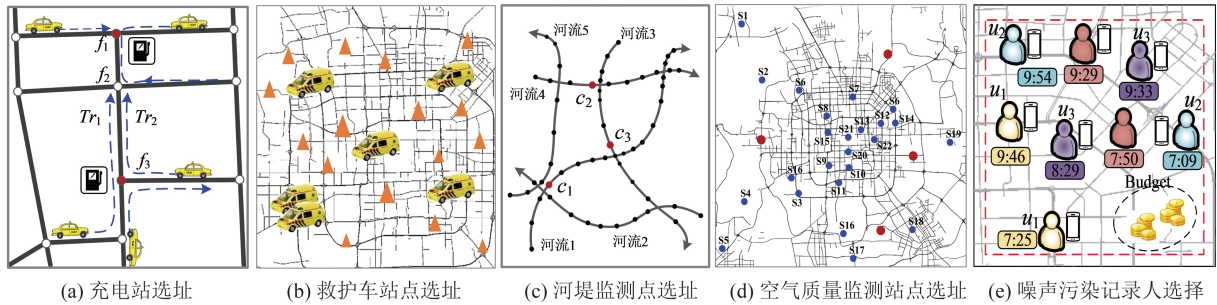 f1
f2
Tr1
Tr2
f3
(a) 充电站选址
(b) 救护车站点选址
河流5
河流3
河流4
c2
c3
c1
河流1
河流2
(c) 河堤监测点选址
S1
S2
S6
S7
S8
S6
S13
S12
S14
S15
S21
S22
S19
S20
S9
S10
S16
S11
S4
S3
S16
S18
S5
S17
(d) 空气质量监测站点选址
u2
u3
9:54
9:29
9:33
u1
u3
u2
9:46
8:29
7:50
7:09
Budget
u1
7:25
(e) 噪声污染记录人选择